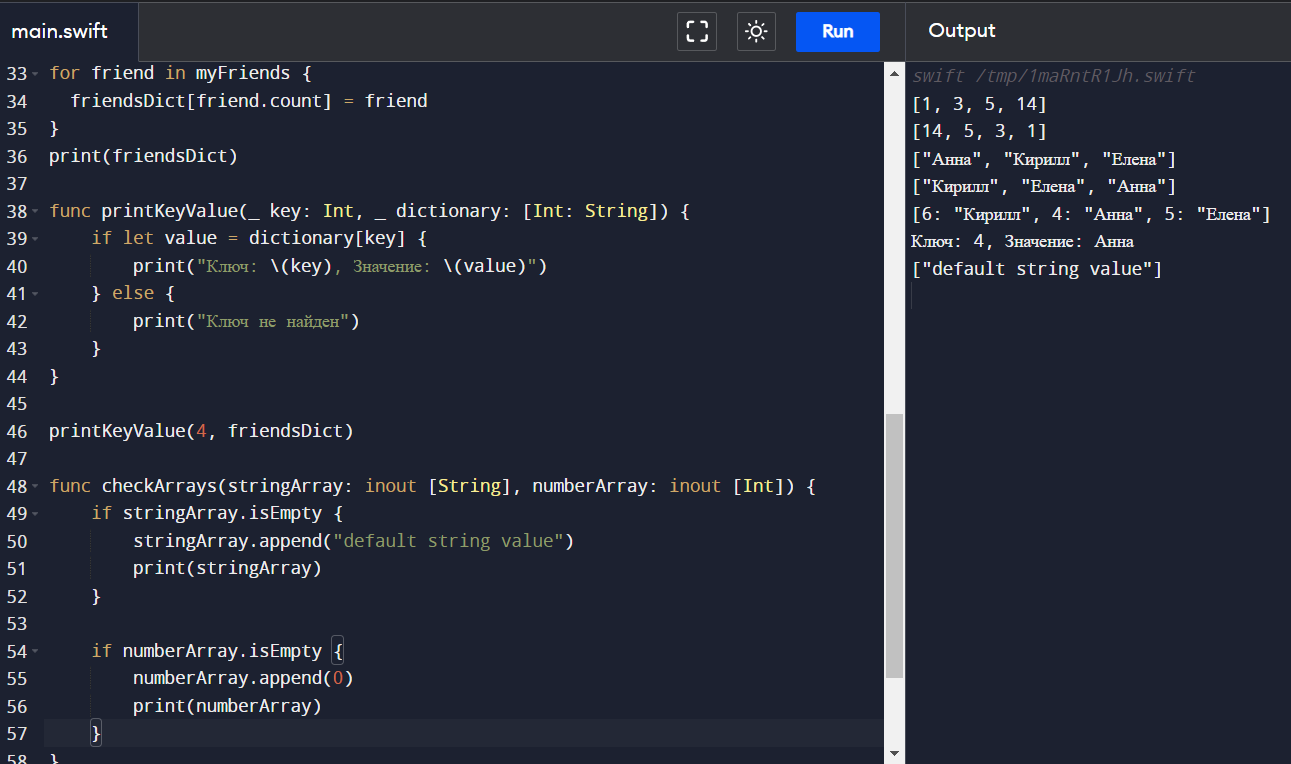 main.swift
Run
33 for friend in myFriends {
34   friendsDict[friend.count] = friend
35 }
36 print(friendsDict)
37
38 func printKeyValue(_ key: Int, _ dictionary: [Int: String]) {
39     if let value = dictionary[key] {
40         print("Ключ: \(key), Значение: \(value)")
41     } else {
42         print("Ключ не найден")
43     }
44 }
45
46 printKeyValue(4, friendsDict)
47
48 func checkArrays(stringArray: inout [String], numberArray: inout [Int]) {
49     if stringArray.isEmpty {
50         stringArray.append("default string value")
51         print(stringArray)
52     }
53
54     if numberArray.isEmpty {
55         numberArray.append(0)
56         print(numberArray)
57     }
58 }
Output
swift /tmp/1maRntR1Jh.swift
[1, 3, 5, 14]
[14, 5, 3, 1]
["Анна", "Кирилл", "Елена"]
["Кирилл", "Елена", "Анна"]
[6: "Кирилл", 4: "Анна", 5: "Елена"]
Ключ: 4, Значение: Анна
["default string value"]